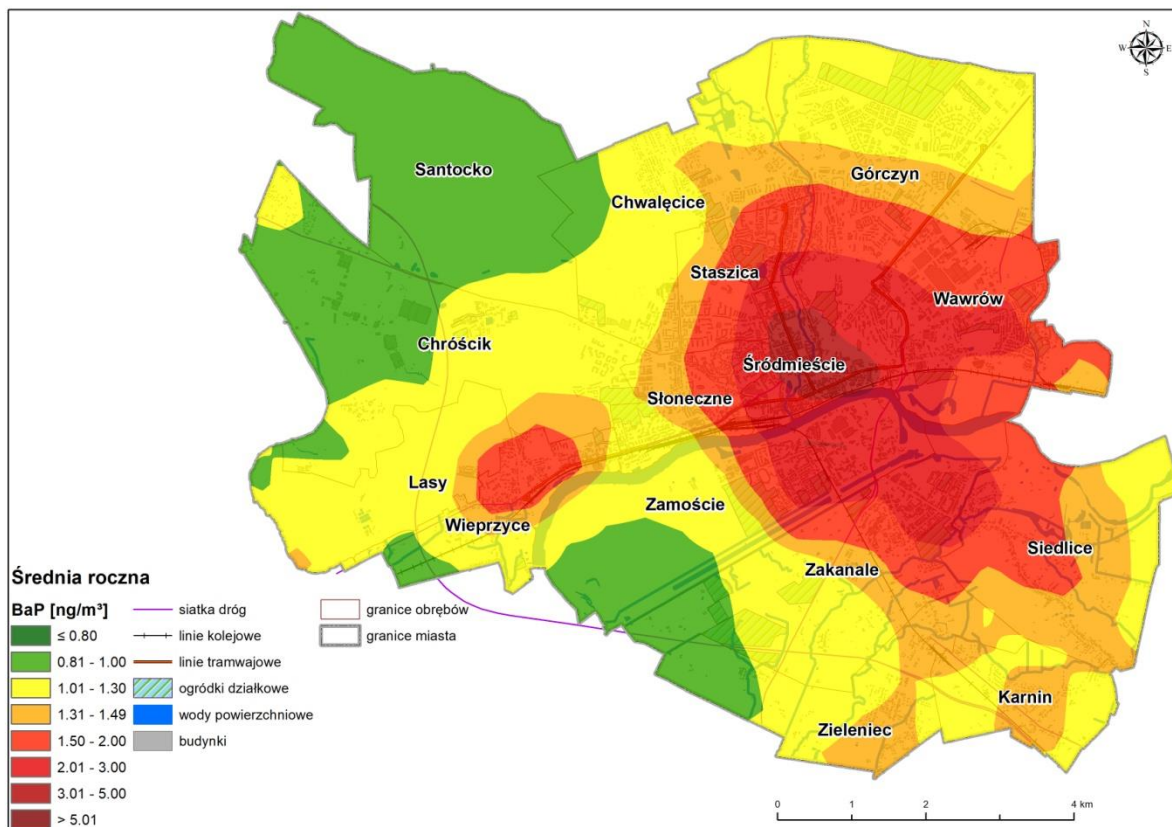 N
W E
S
Santocko
Górczyn
Chwalęcice
Staszica
Wawrów
Chróścik
Śródmieście
Słoneczne
Lasy
Zamoście
Wieprzyce
Siedlice
Zakanale
Karnin
Zieleniec
Średnia roczna
BaP [ng/m³]
≤ 0.80
0.81 - 1.00
1.01 - 1.30
1.31 - 1.49
1.50 - 2.00
2.01 - 3.00
3.01 - 5.00
> 5.01
siatka dróg
linie kolejowe
linie tramwajowe
ogródki działkowe
wody powierzchniowe
budynki
granice obrębów
granice miasta
0 1 2 4 km